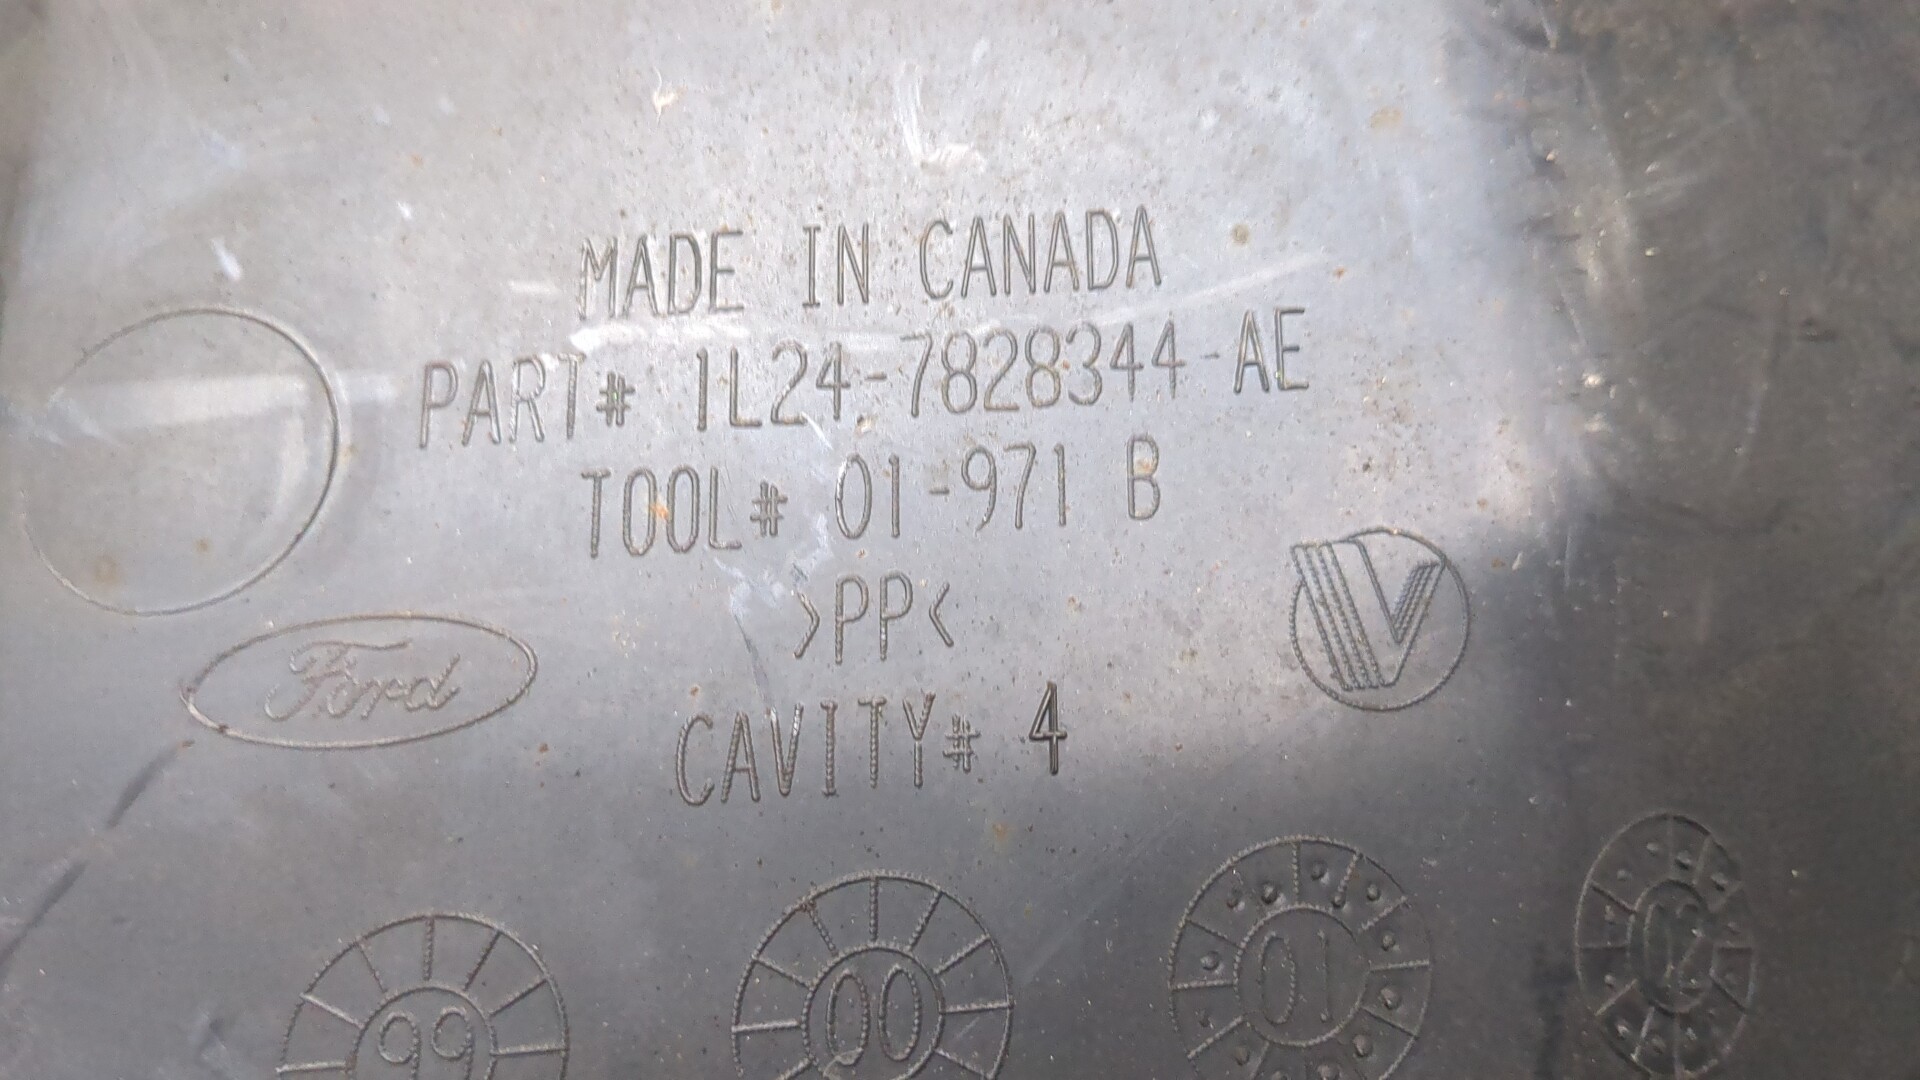 MADE IN CANADA
PART# 1L24-7828344-AE
TOOL# 01-971 B
>PP<
Ford
CAVITY# 4
99
00
01
02